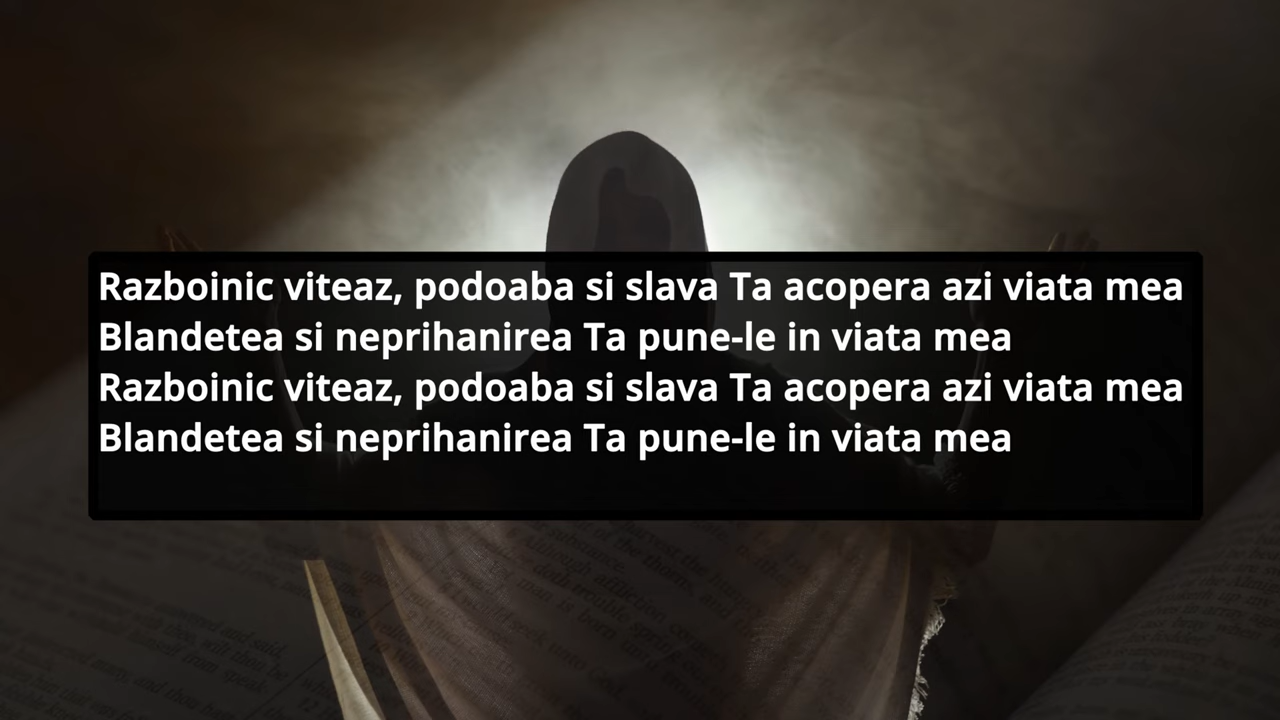 Razboinic viteaz, podoaba si slava Ta acopera azi viata mea
Blandetea si neprihanirea Ta pune-le in viata mea
Razboinic viteaz, podoaba si slava Ta acopera azi viata mea
Blandetea si neprihanirea Ta pune-le in viata mea